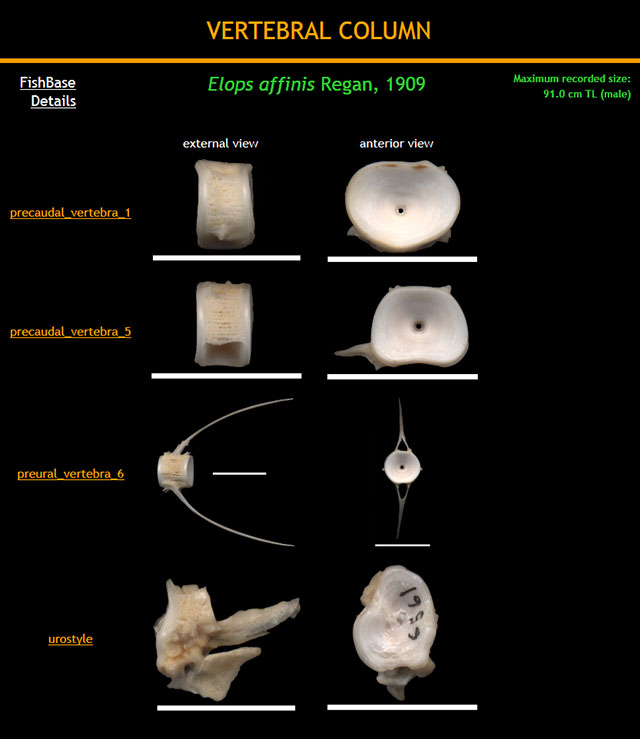 VERTEBRAL COLUMN
FishBase
Details
Elops affinis Regan, 1909
Maximum recorded size:
91.0 cm TL (male)
external view
anterior view
precaudal_vertebra_1
precaudal_vertebra_5
preural_vertebra_6
urostyle